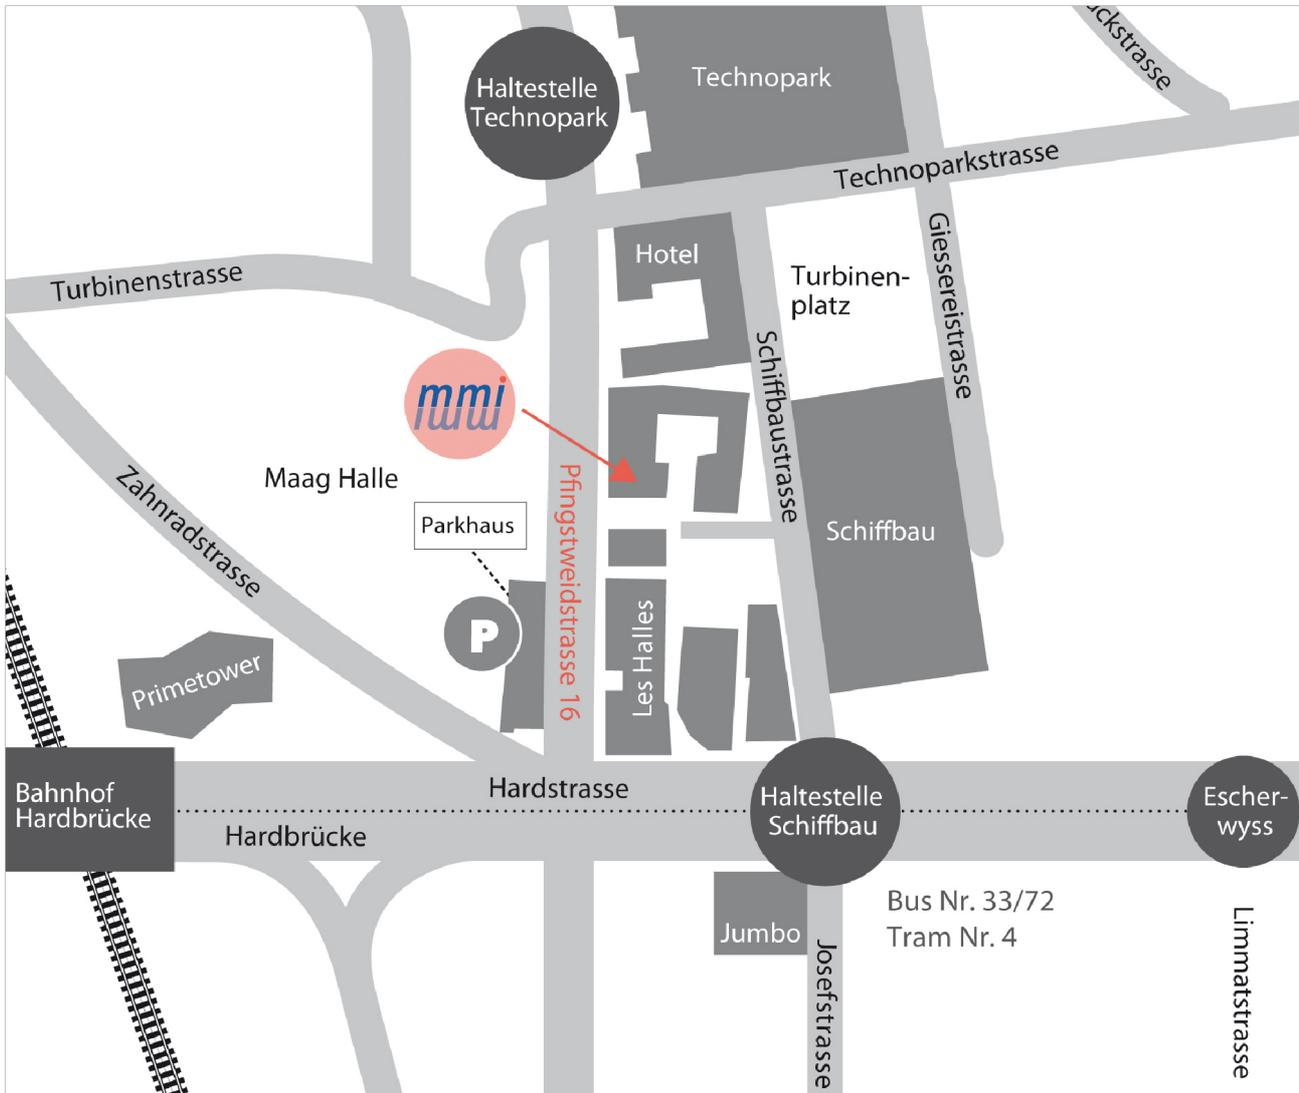 ckstrasse
Haltestelle
Technopark
Technopark
Technoparkstrasse
Hotel
Turbinen-
platz
Giessereistrasse
Turbinenstrasse
mmi
Schiffbaustrasse
Maag Halle
Zahnradstrasse
Parkhaus
Pfingstweidstrasse 16
Schiffbau
P
Les Halles
Primetower
Bahnhof
Hardbrücke
Hardstrasse
Hardbrücke
Haltestelle
Schiffbau
Escher-
wyss
Jumbo
Bus Nr. 33/72
Tram Nr. 4
Josefstrasse
Limmatstrasse